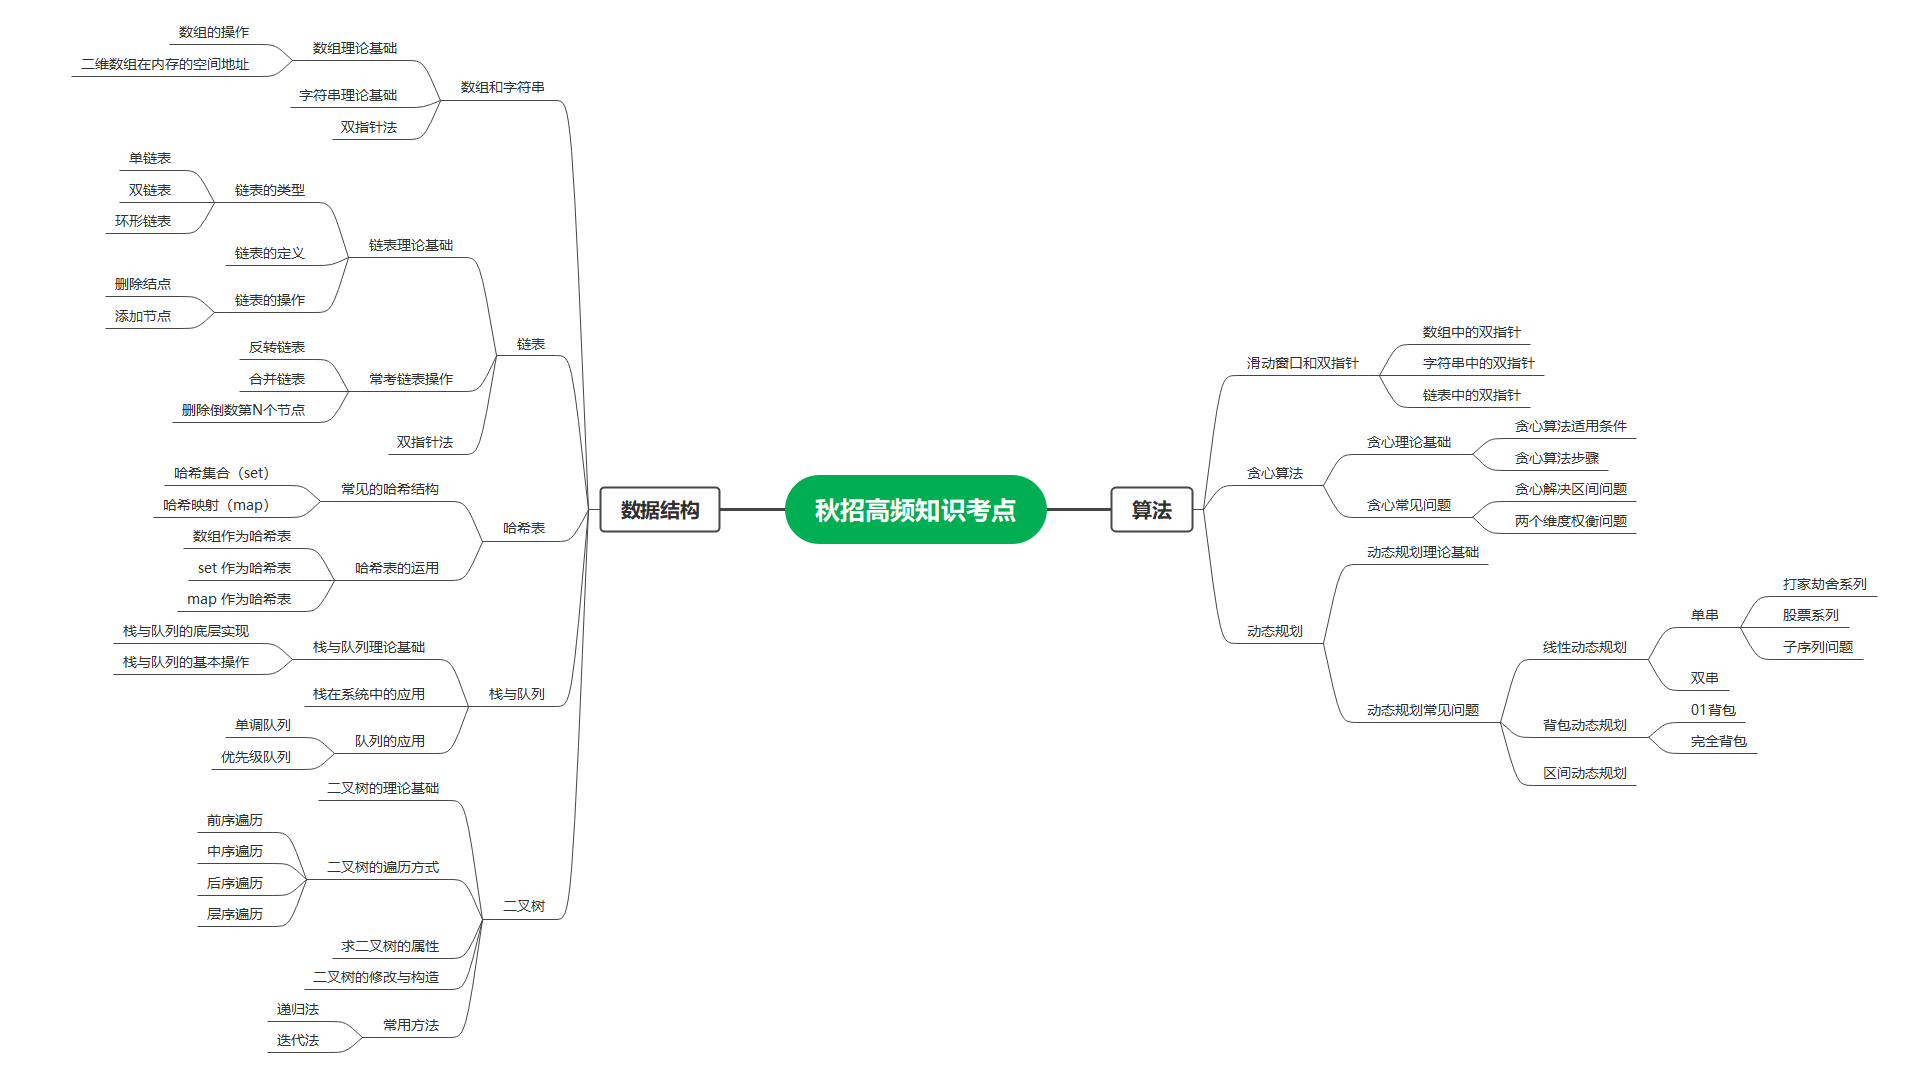 秋招高频知识考点
数据结构
数组和字符串
数组理论基础
数组的操作
二维数组在内存的空间地址
字符串理论基础
双指针法
链表
链表理论基础
链表的类型
单链表
双链表
环形链表
链表的定义
链表的操作
删除结点
添加节点
常考链表操作
反转链表
合并链表
删除倒数第N个节点
双指针法
哈希表
常见的哈希结构
哈希集合（set）
哈希映射（map）
哈希表的运用
数组作为哈希表
set 作为哈希表
map 作为哈希表
栈与队列
栈与队列理论基础
栈与队列的底层实现
栈与队列的基本操作
栈在系统中的应用
队列的应用
单调队列
优先级队列
二叉树
二叉树的理论基础
二叉树的遍历方式
前序遍历
中序遍历
后序遍历
层序遍历
求二叉树的属性
二叉树的修改与构造
常用方法
递归法
迭代法
算法
滑动窗口和双指针
数组中的双指针
字符串中的双指针
链表中的双指针
贪心算法
贪心理论基础
贪心算法适用条件
贪心算法步骤
贪心常见问题
贪心解决区间问题
两个维度权衡问题
动态规划
动态规划理论基础
动态规划常见问题
线性动态规划
单串
打家劫舍系列
股票系列
子序列问题
双串
背包动态规划
01背包
完全背包
区间动态规划